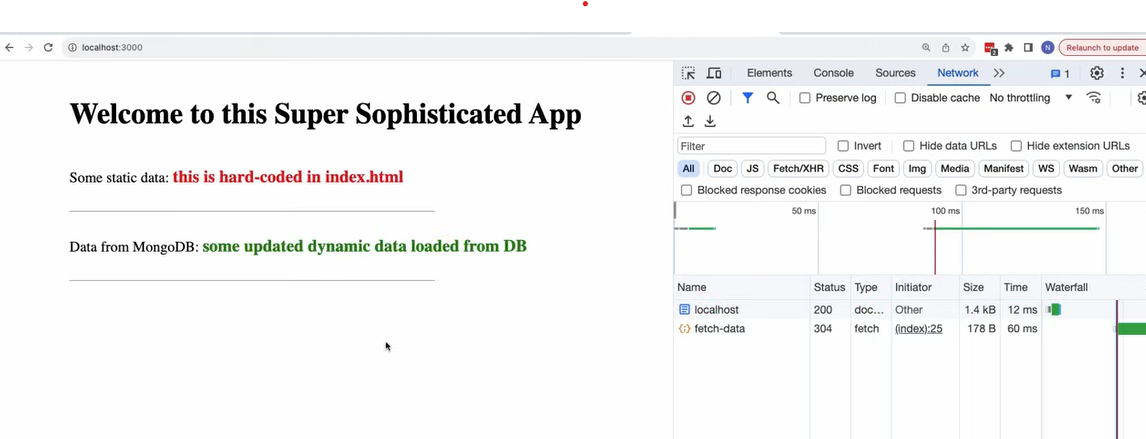 localhost:3000
2
N
Relaunch to update
Welcome to this Super Sophisticated App
Some static data: this is hard-coded in index.html
Data from MongoDB: some updated dynamic data loaded from DB
Elements Console Sources Network 1
Preserve log Disable cache No throttling
Filter Invert Hide data URLs Hide extension URLs
All Doc JS Fetch/XHR CSS Font Img Media Manifest WS Wasm Other
Blocked response cookies Blocked requests 3rd-party requests
50 ms 100 ms 150 ms
Name Status Type Initiator Size Time Waterfall
localhost 200 doc... Other 1.4 kB 12 ms
fetch-data 304 fetch (index):25 178 B 60 ms